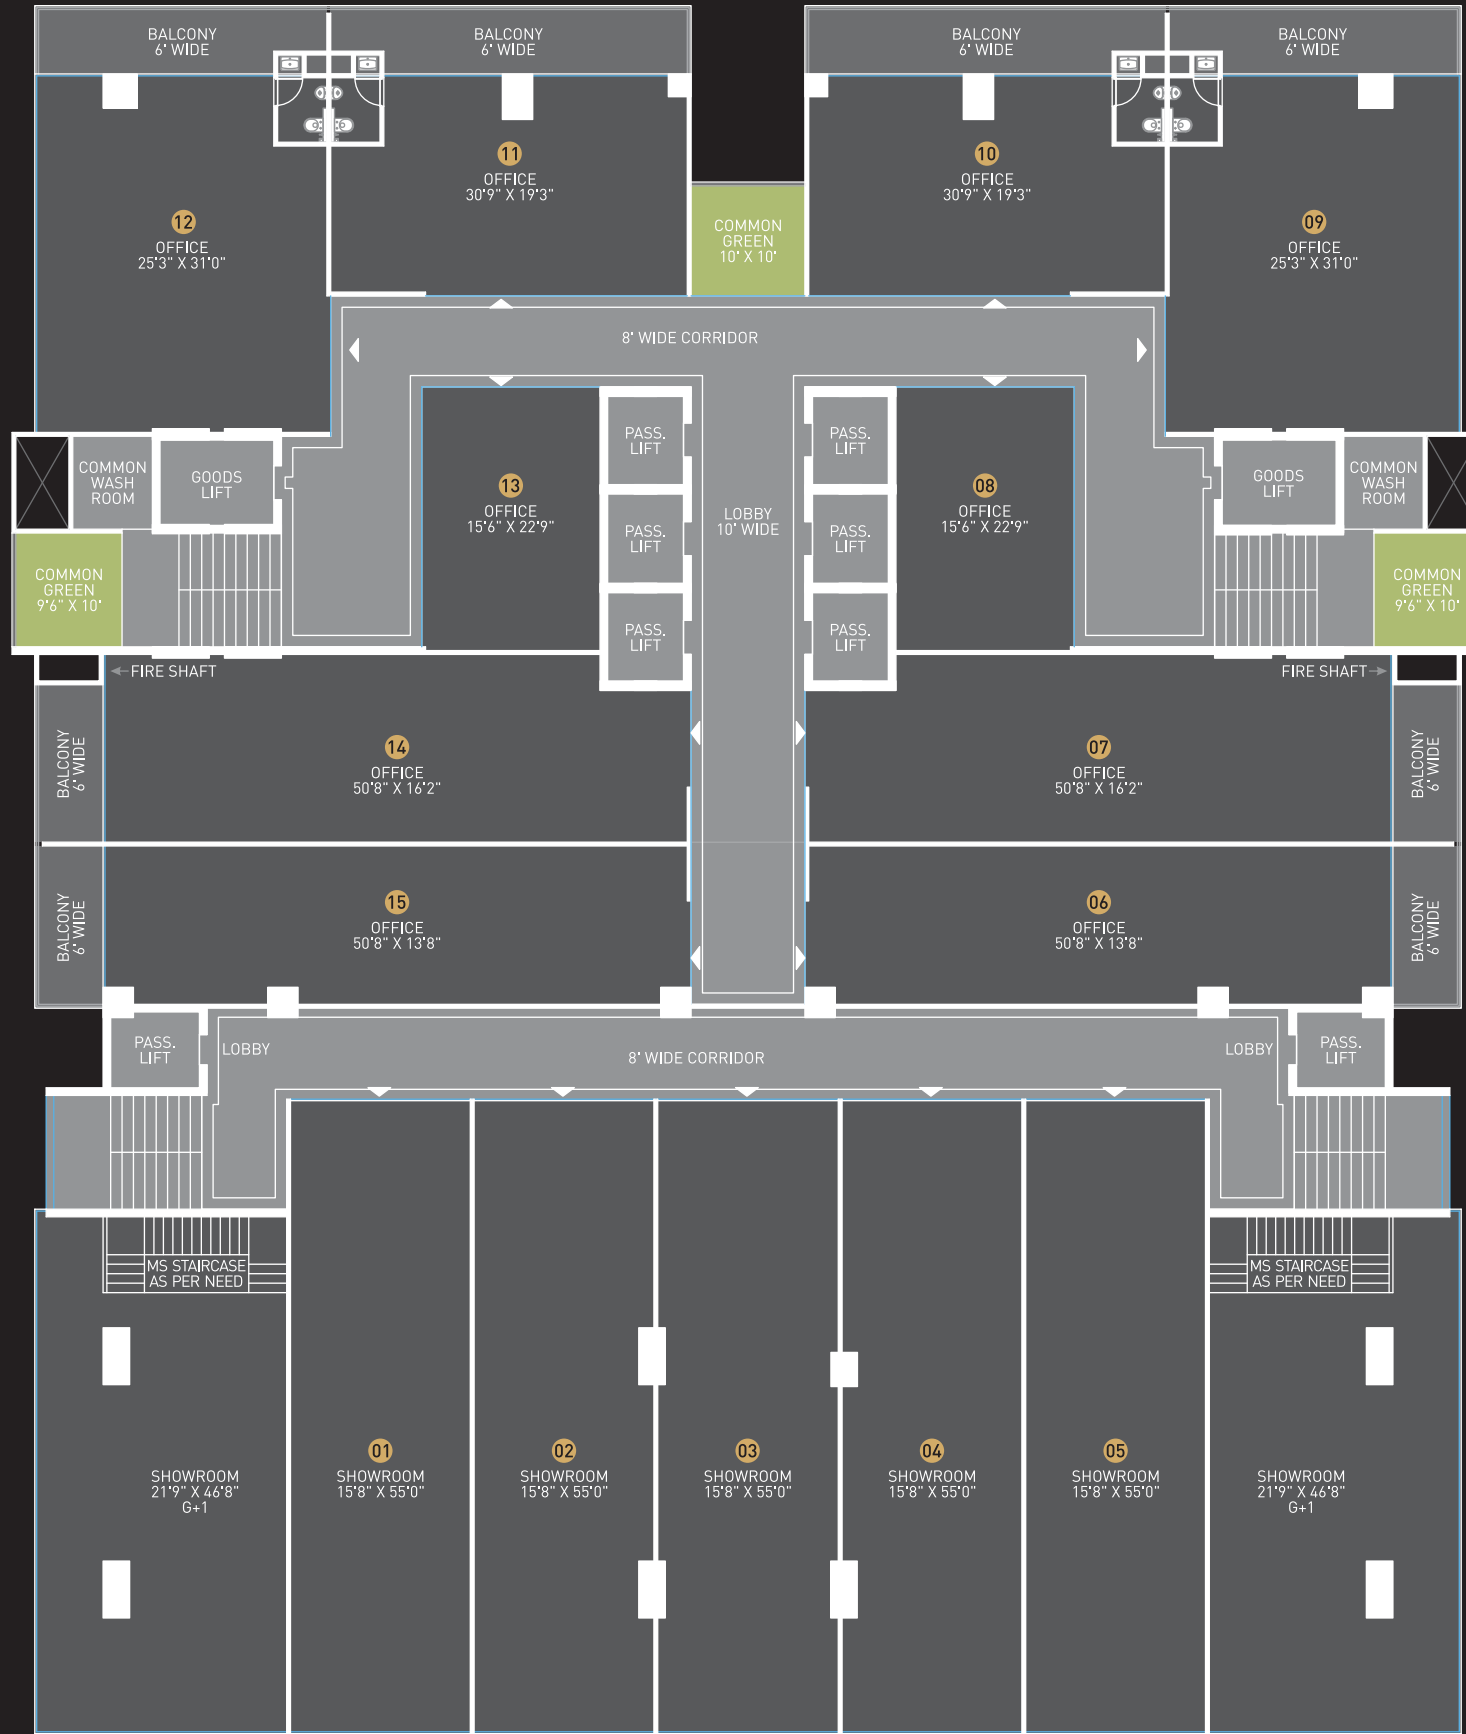 BALCONY
6' WIDE
BALCONY
6' WIDE
BALCONY
6' WIDE
BALCONY
6' WIDE
11
OFFICE
30'9" X 19'3"
10
OFFICE
30'9" X 19'3"
12
OFFICE
25'3" X 31'0"
COMMON
GREEN
10' X 10'
09
OFFICE
25'3" X 31'0"
8' WIDE CORRIDOR
PASS.
LIFT
PASS.
LIFT
COMMON
WASH
ROOM
GOODS
LIFT
13
OFFICE
15'6" X 22'9"
LOBBY
10' WIDE
08
OFFICE
15'6" X 22'9"
GOODS
LIFT
COMMON
WASH
ROOM
PASS.
LIFT
PASS.
LIFT
COMMON
GREEN
9'6" X 10'
COMMON
GREEN
9'6" X 10'
PASS.
LIFT
PASS.
LIFT
FIRE SHAFT
FIRE SHAFT
BALCONY
6' WIDE
14
OFFICE
50'8" X 16'2"
07
OFFICE
50'8" X 16'2"
BALCONY
6' WIDE
BALCONY
6' WIDE
15
OFFICE
50'8" X 13'8"
06
OFFICE
50'8" X 13'8"
BALCONY
6' WIDE
PASS.
LIFT
LOBBY
8' WIDE CORRIDOR
LOBBY
PASS.
LIFT
MS STAIRCASE
AS PER NEED
MS STAIRCASE
AS PER NEED
SHOWROOM
21'9" X 46'8"
G+1
01
SHOWROOM
15'8" X 55'0"
02
SHOWROOM
15'8" X 55'0"
03
SHOWROOM
15'8" X 55'0"
04
SHOWROOM
15'8" X 55'0"
05
SHOWROOM
15'8" X 55'0"
SHOWROOM
21'9" X 46'8"
G+1